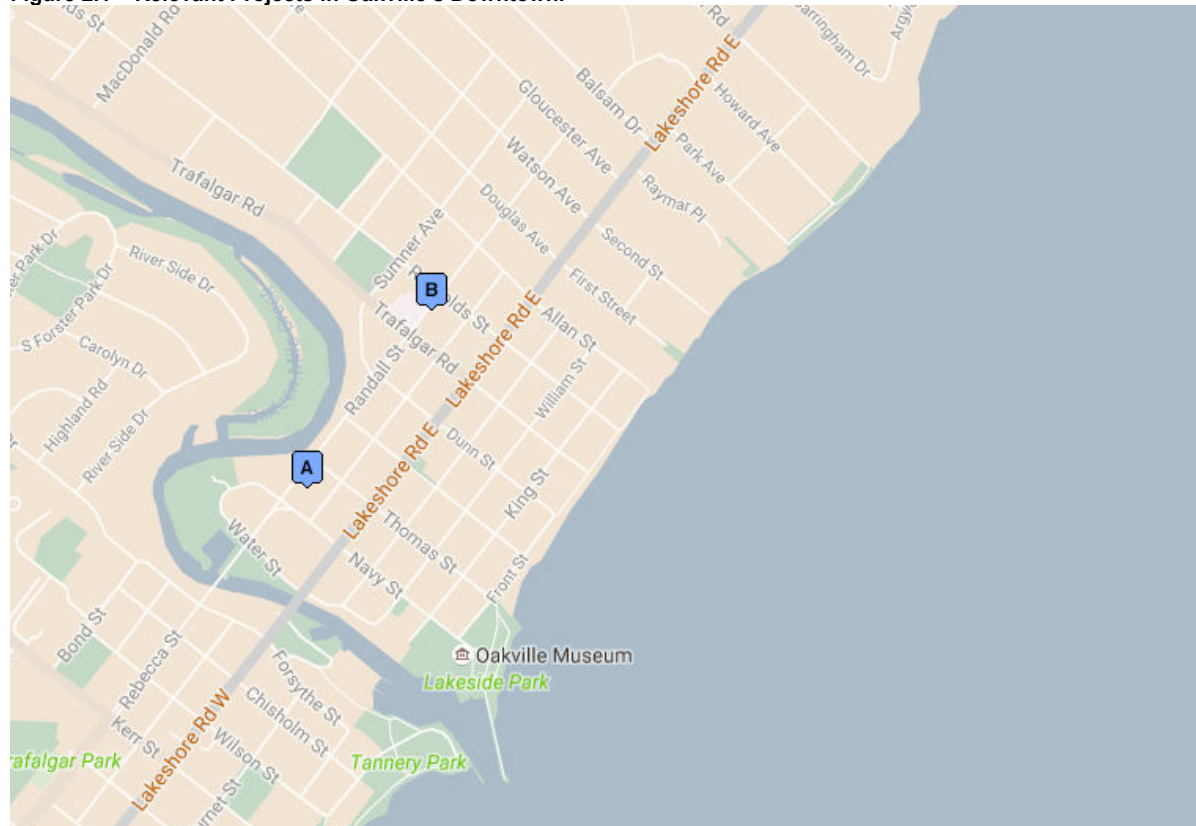 MacDonald Rd
Lakeshore Rd E
Balsam Dr
Howard Ave
Gloucester Ave
Park Ave
Watson Ave
Raymar Pl
Trafalgar Rd
Douglas Ave
Second St
Sumner Ave
First Street
River Side Dr
B
Trafalgar Rd
Allan St
Lakeshore Rd E
S Forster Park Dr
Carolyn Dr
Randall St
William St
Highland Rd
River Side Dr
Dunn St
A
Lakeshore Rd E
King St
Thomas St
Water St
Navy St
Front St
Bond St
Rebecca St
Oakville Museum
Lakeside Park
Forsythe St
Chisholm St
Kerr St
Lakeshore Rd W
Wilson St
Tannery Park